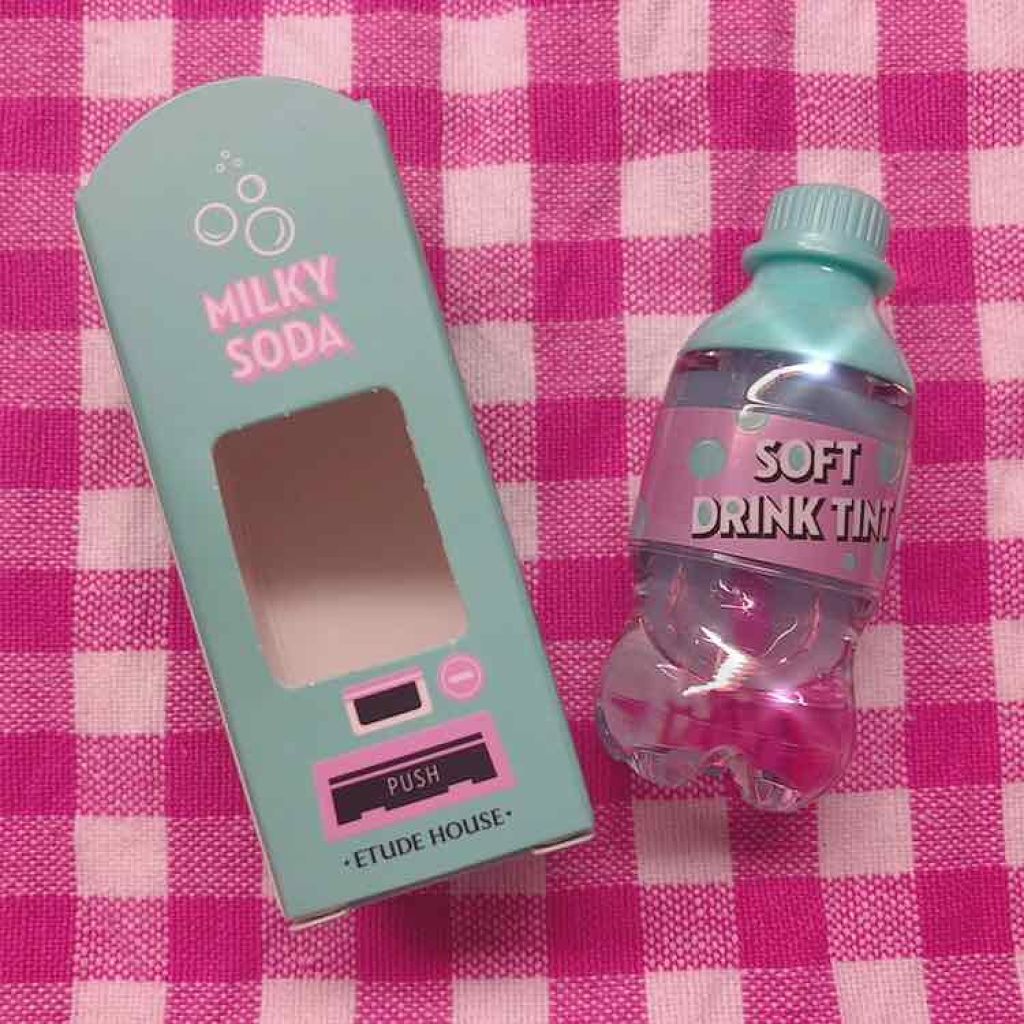 MILKY
SODA
PUSH
·ETUDE HOUSE·
SOFT
DRINK TINT